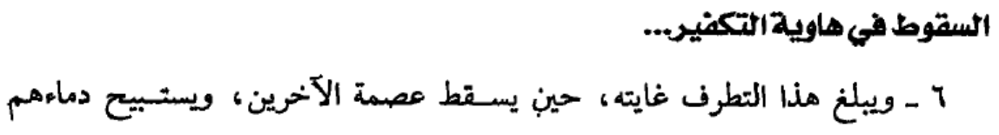 السقوط في هاوية التكفير...
٦ ـ ويبلغ هذا التطرف غايته، حين يسقط عصمة الآخرين، ويستبيح دماءهم